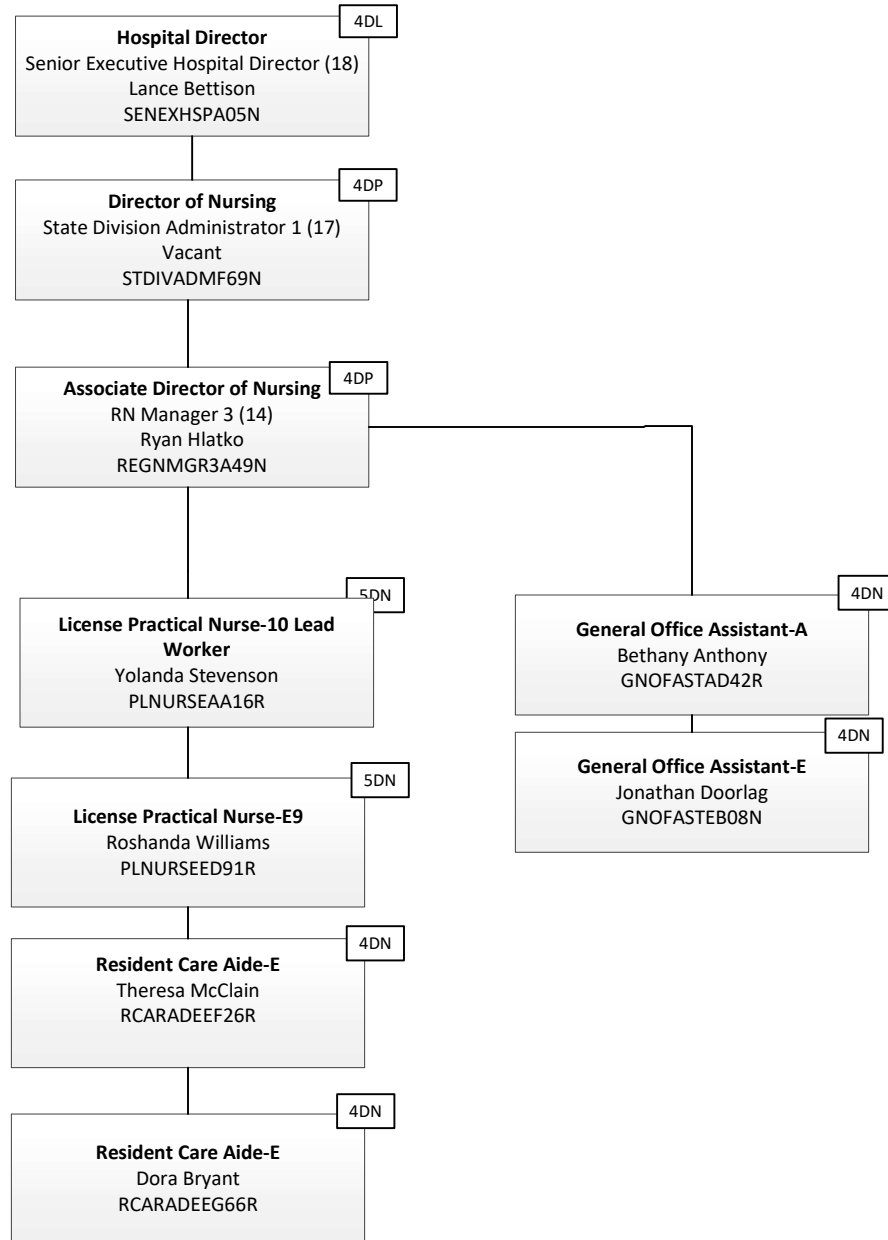 4DL
Hospital Director
Senior Executive Hospital Director (18)
Lance Bettison
SENEXHSPA05N
4DP
Director of Nursing
State Division Administrator 1 (17)
Vacant
STDIVADMF69N
4DP
Associate Director of Nursing
RN Manager 3 (14)
Ryan Hlatko
REGNMGR3A49N
5DN
License Practical Nurse-10 Lead
Worker
Yolanda Stevenson
PLNURSEAA16R
5DN
License Practical Nurse-E9
Roshanda Williams
PLNURSEED91R
4DN
Resident Care Aide-E
Theresa McClain
RCARADEEF26R
4DN
Resident Care Aide-E
Dora Bryant
RCARADEEG66R
4DN
General Office Assistant-A
Bethany Anthony
GNOFASTAD42R
4DN
General Office Assistant-E
Jonathan Doorlag
GNOFASTEB08N